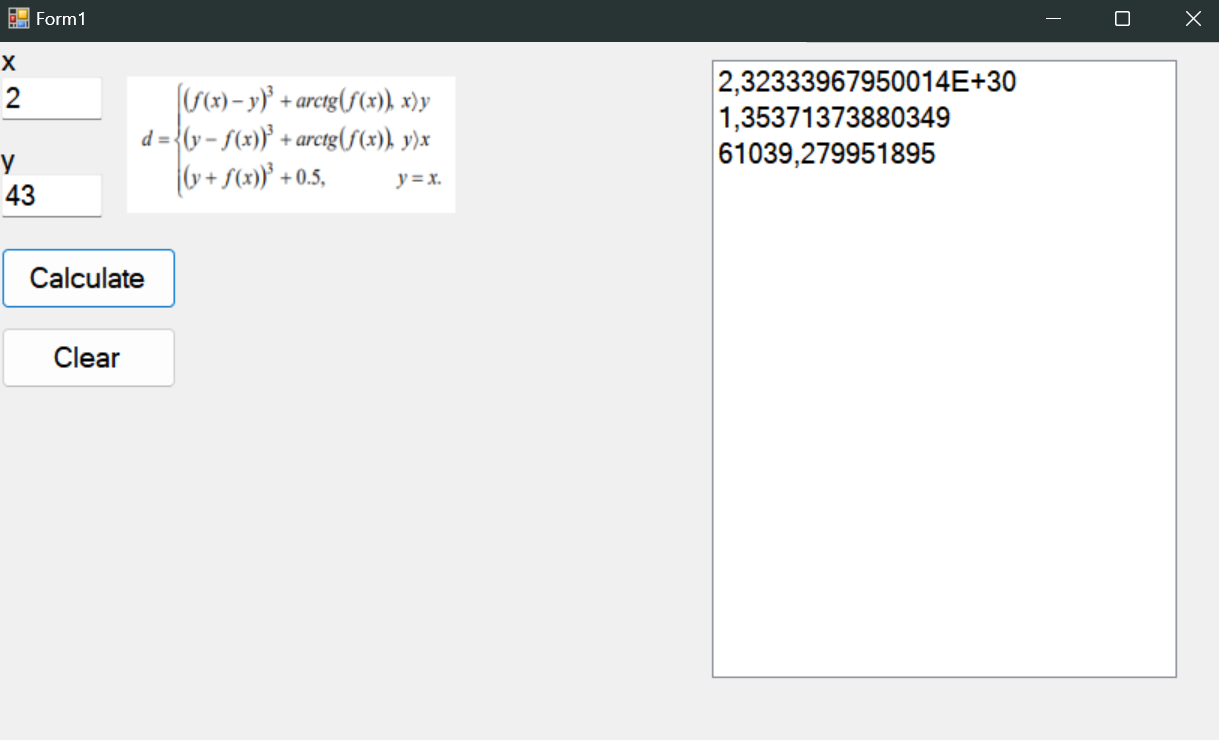 Form1
x
2
y
43
d = {(f(x) − y)³ + arctg(f(x)), x⟩y
(y − f(x))³ + arctg(f(x)), y⟩x
(y + f(x))³ + 0.5, y = x.
Calculate
Clear
2,32333967950014E+30
1,35371373880349
61039,279951895